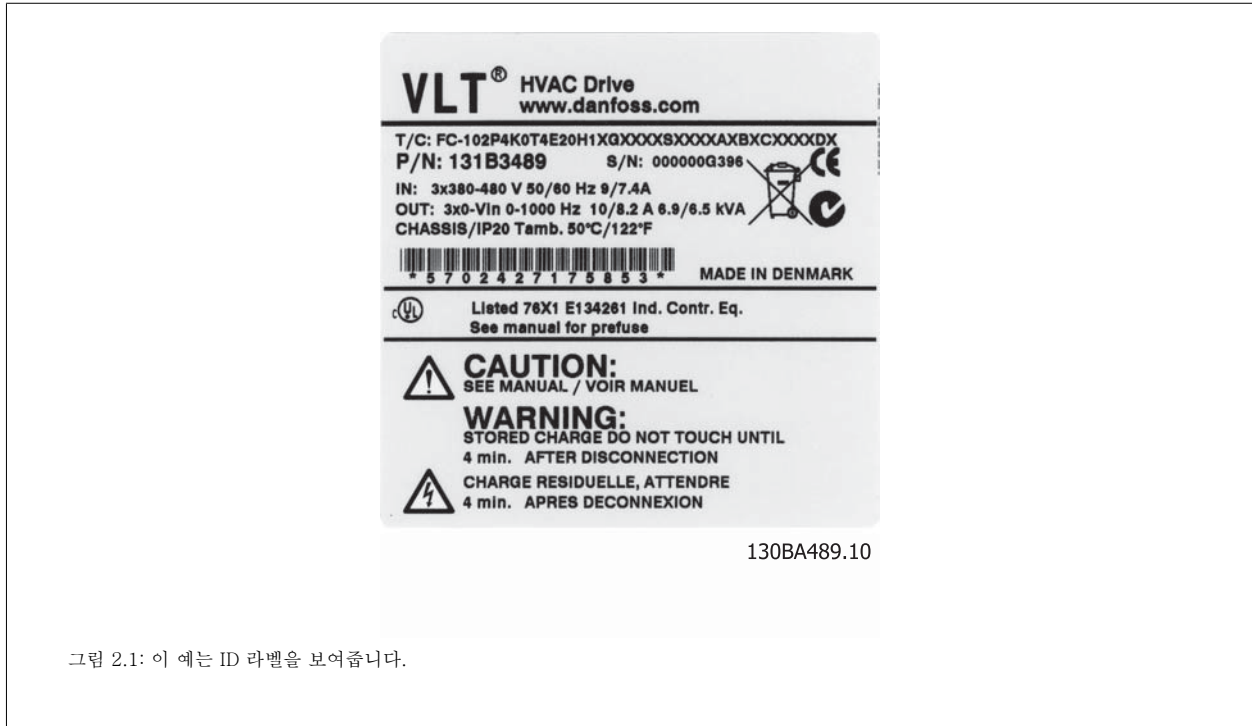 VLT® HVAC Drive
www.danfoss.com
T/C: FC-102P4K0T4E20H1XGXXXXSXXXXAXBXCXXXXDX
P/N: 131B3489 S/N: 000000G396
IN: 3x380-480 V 50/60 Hz 9/7.4A
OUT: 3x0-Vin 0-1000 Hz 10/8.2 A 6.9/6.5 kVA
CHASSIS/IP20 Tamb. 50°C/122°F
* 5 7 0 2 4 2 7 1 7 5 8 5 3 * MADE IN DENMARK
c UL Listed 76X1 E134261 Ind. Contr. Eq.
See manual for prefuse
CAUTION:
SEE MANUAL / VOIR MANUEL
WARNING:
STORED CHARGE DO NOT TOUCH UNTIL
4 min. AFTER DISCONNECTION
CHARGE RESIDUELLE, ATTENDRE
4 min. APRES DECONNEXION
130BA489.10
그림 2.1: 이 예는 ID 라벨을 보여줍니다.